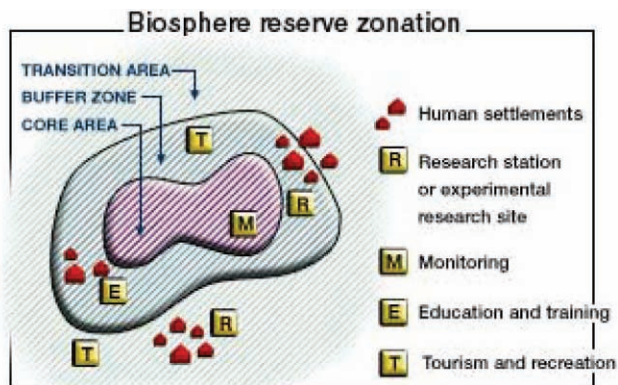 Biosphere reserve zonation
TRANSITION AREA
BUFFER ZONE
CORE AREA
T
R
M
E
R
T
Human settlements
R Research station
or experimental
research site
M Monitoring
E Education and training
T Tourism and recreation